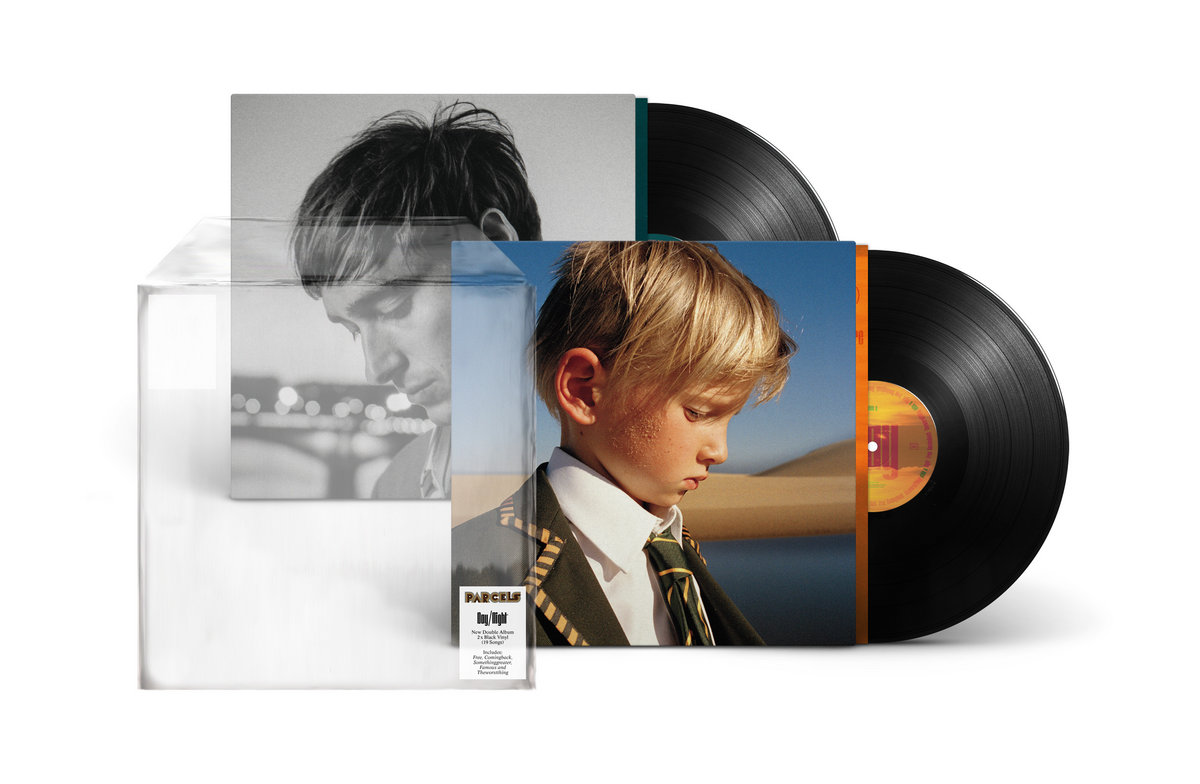 PARCELS
Day/Night
New Double Album
2x Black Vinyl
(19 Songs)
Includes:
Free, Comingback,
Somethinggreater,
Famous and
Theworstthing